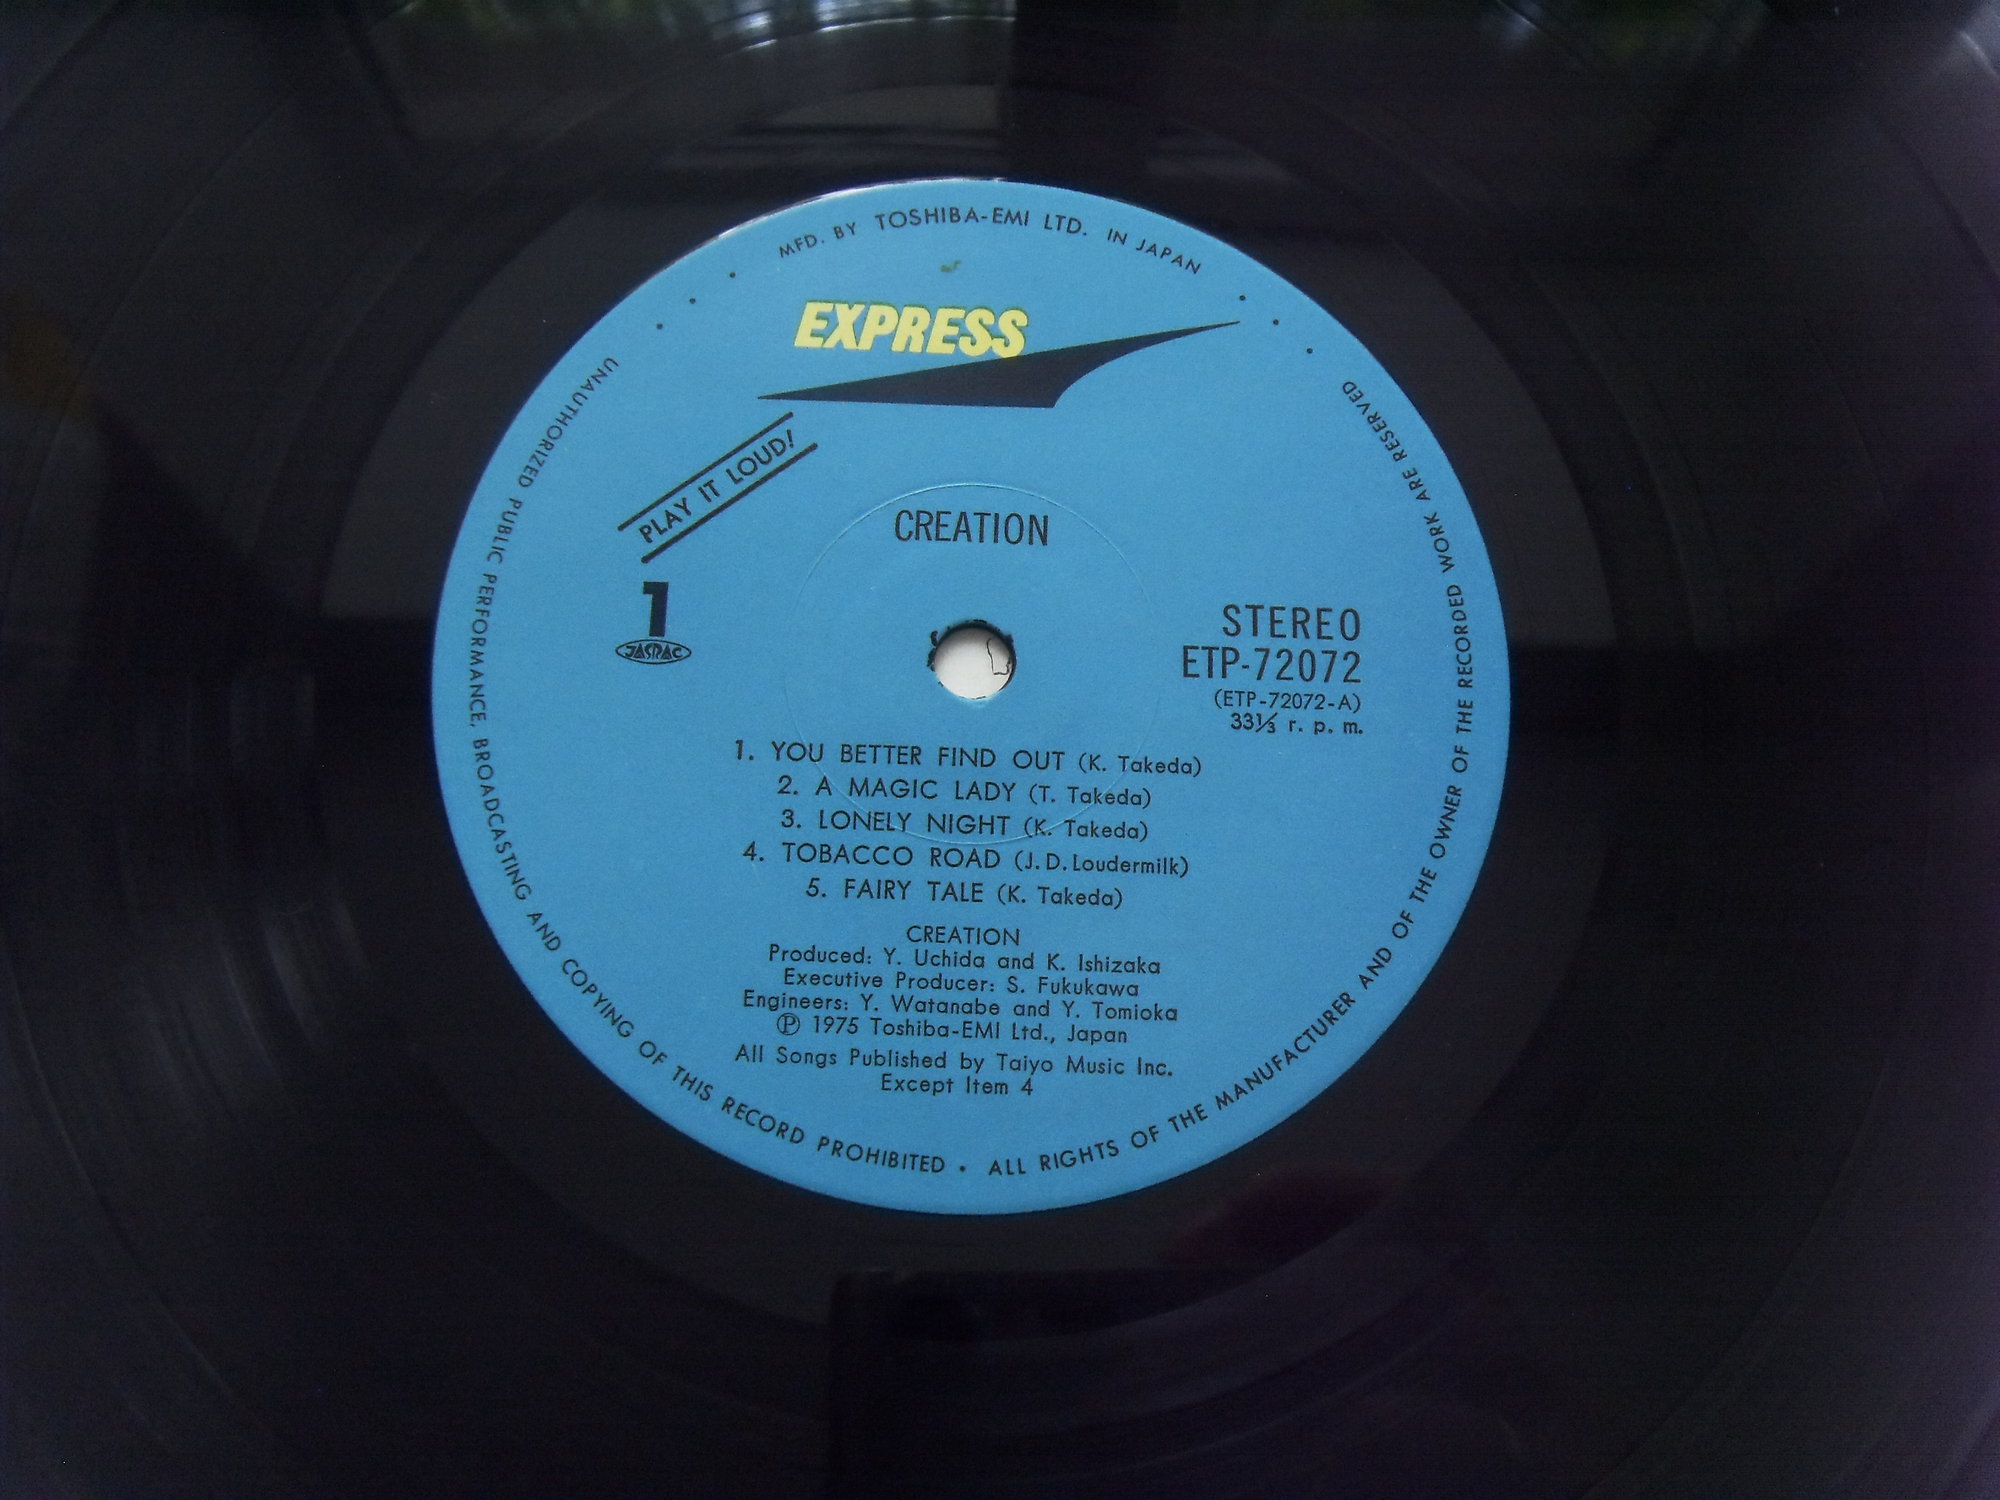 MFD. BY TOSHIBA-EMI LTD. IN JAPAN
EXPRESS
PLAY IT LOUD!
CREATION
1
JASRAC
STEREO
ETP-72072
(ETP-72072-A)
33⅓ r. p. m.
1. YOU BETTER FIND OUT (K. Takeda)
2. A MAGIC LADY (T. Takeda)
3. LONELY NIGHT (K. Takeda)
4. TOBACCO ROAD (J. D. Loudermilk)
5. FAIRY TALE (K. Takeda)
CREATION
Produced: Y. Uchida and K. Ishizaka
Executive Producer: S. Fukukawa
Engineers: Y. Watanabe and Y. Tomioka
Ⓟ 1975 Toshiba-EMI Ltd., Japan
All Songs Published by Taiyo Music Inc.
Except Item 4
UNAUTHORIZED PUBLIC PERFORMANCE, BROADCASTING AND COPYING OF THIS RECORD PROHIBITED • ALL RIGHTS OF THE MANUFACTURER AND OF THE OWNER OF THE RECORDED WORK ARE RESERVED